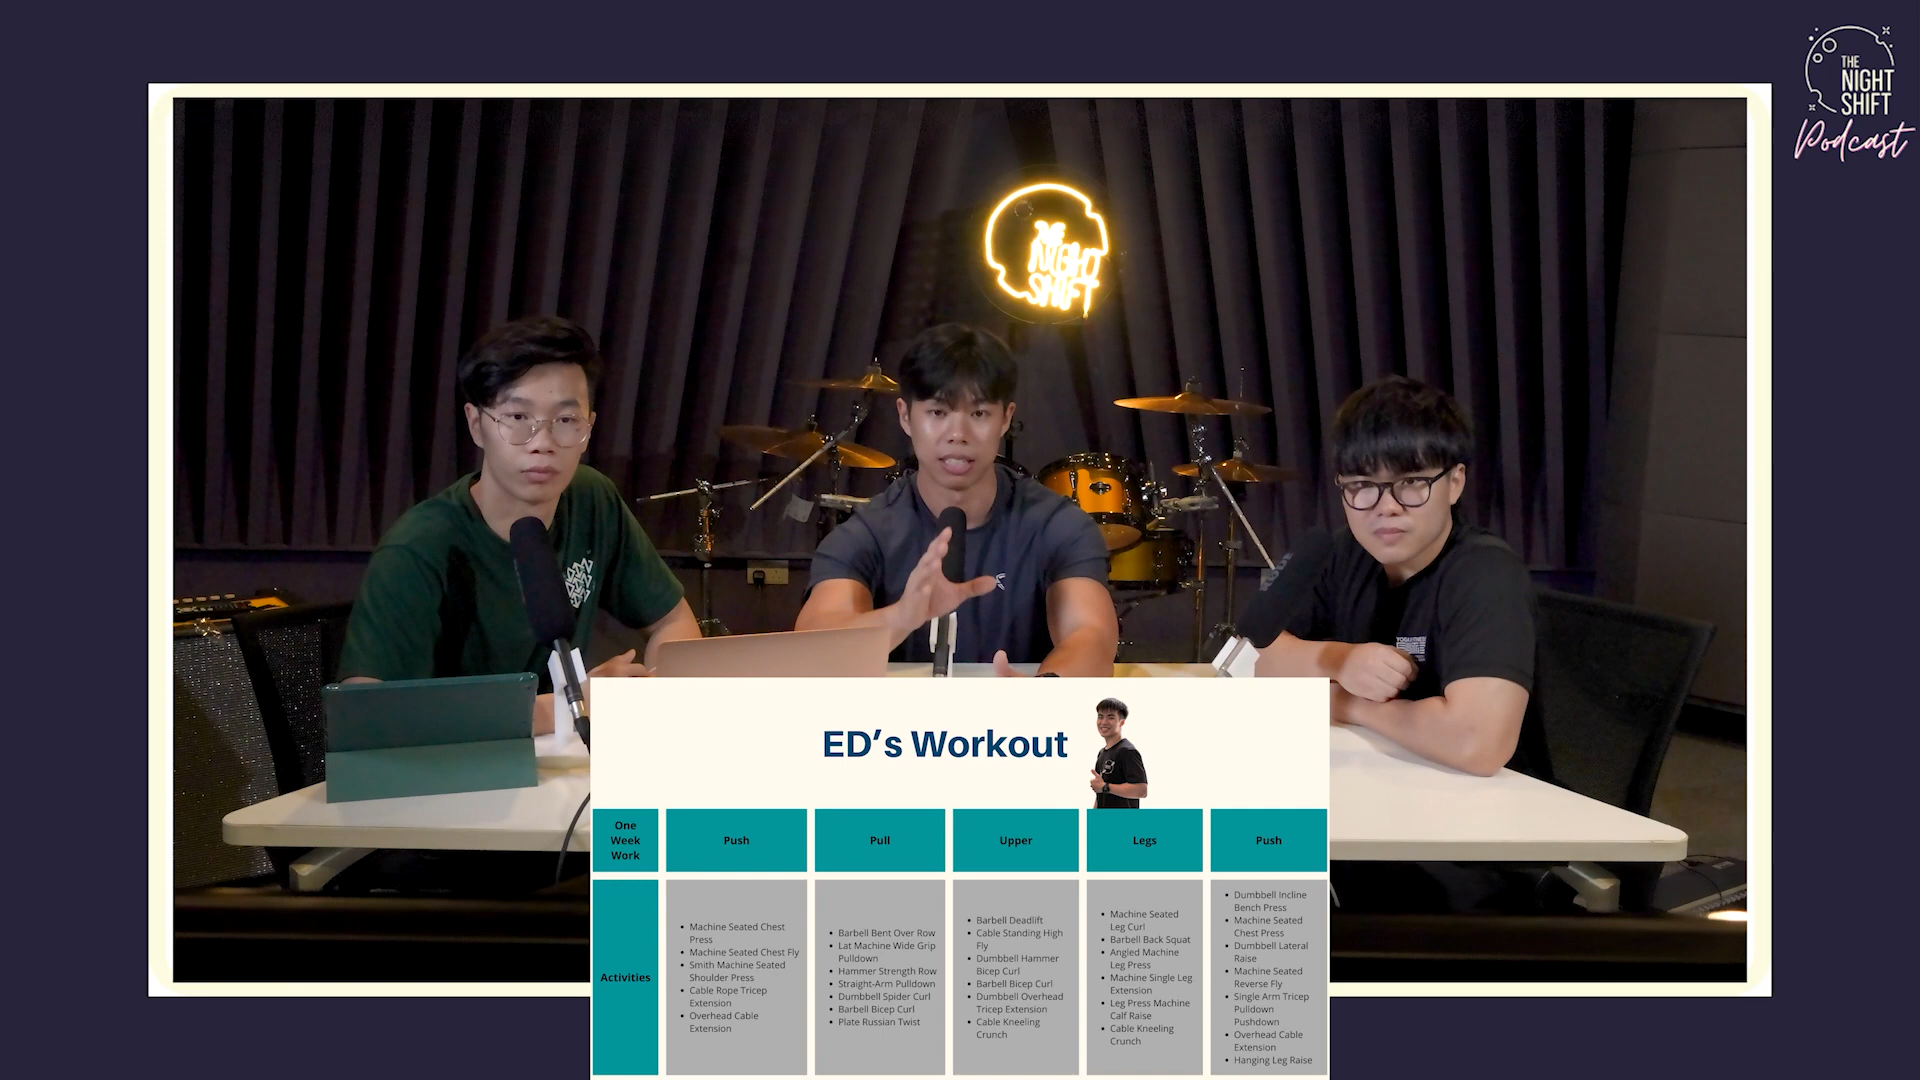 THE
NIGHT
SHIFT
Podcast
NIGHT
SHIFT
ED’s Workout
One
Week
Work
Push
Pull
Upper
Legs
Push
Activities
Machine Seated Chest
Press
Machine Seated Chest Fly
Smith Machine Seated
Shoulder Press
Cable Rope Tricep
Extension
Overhead Cable
Extension
Barbell Bent Over Row
Lat Machine Wide Grip
Pulldown
Hammer Strength Row
Straight-Arm Pulldown
Dumbbell Spider Curl
Barbell Bicep Curl
Plate Russian Twist
Barbell Deadlift
Cable Standing High
Fly
Dumbbell Hammer
Bicep Curl
Barbell Bicep Curl
Dumbbell Overhead
Tricep Extension
Cable Kneeling
Crunch
Machine Seated
Leg Curl
Barbell Back Squat
Angled Machine
Leg Press
Machine Single Leg
Extension
Leg Press Machine
Calf Raise
Cable Kneeling
Crunch
Dumbbell Incline
Bench Press
Machine Seated
Chest Press
Dumbbell Lateral
Raise
Machine Seated
Reverse Fly
Single Arm Tricep
Pulldown
Pushdown
Overhead Cable
Extension
Hanging Leg Raise